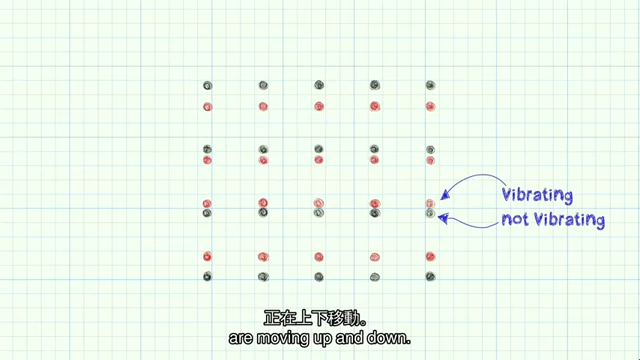 Vibrating
not Vibrating
正在上下移動。
are moving up and down.